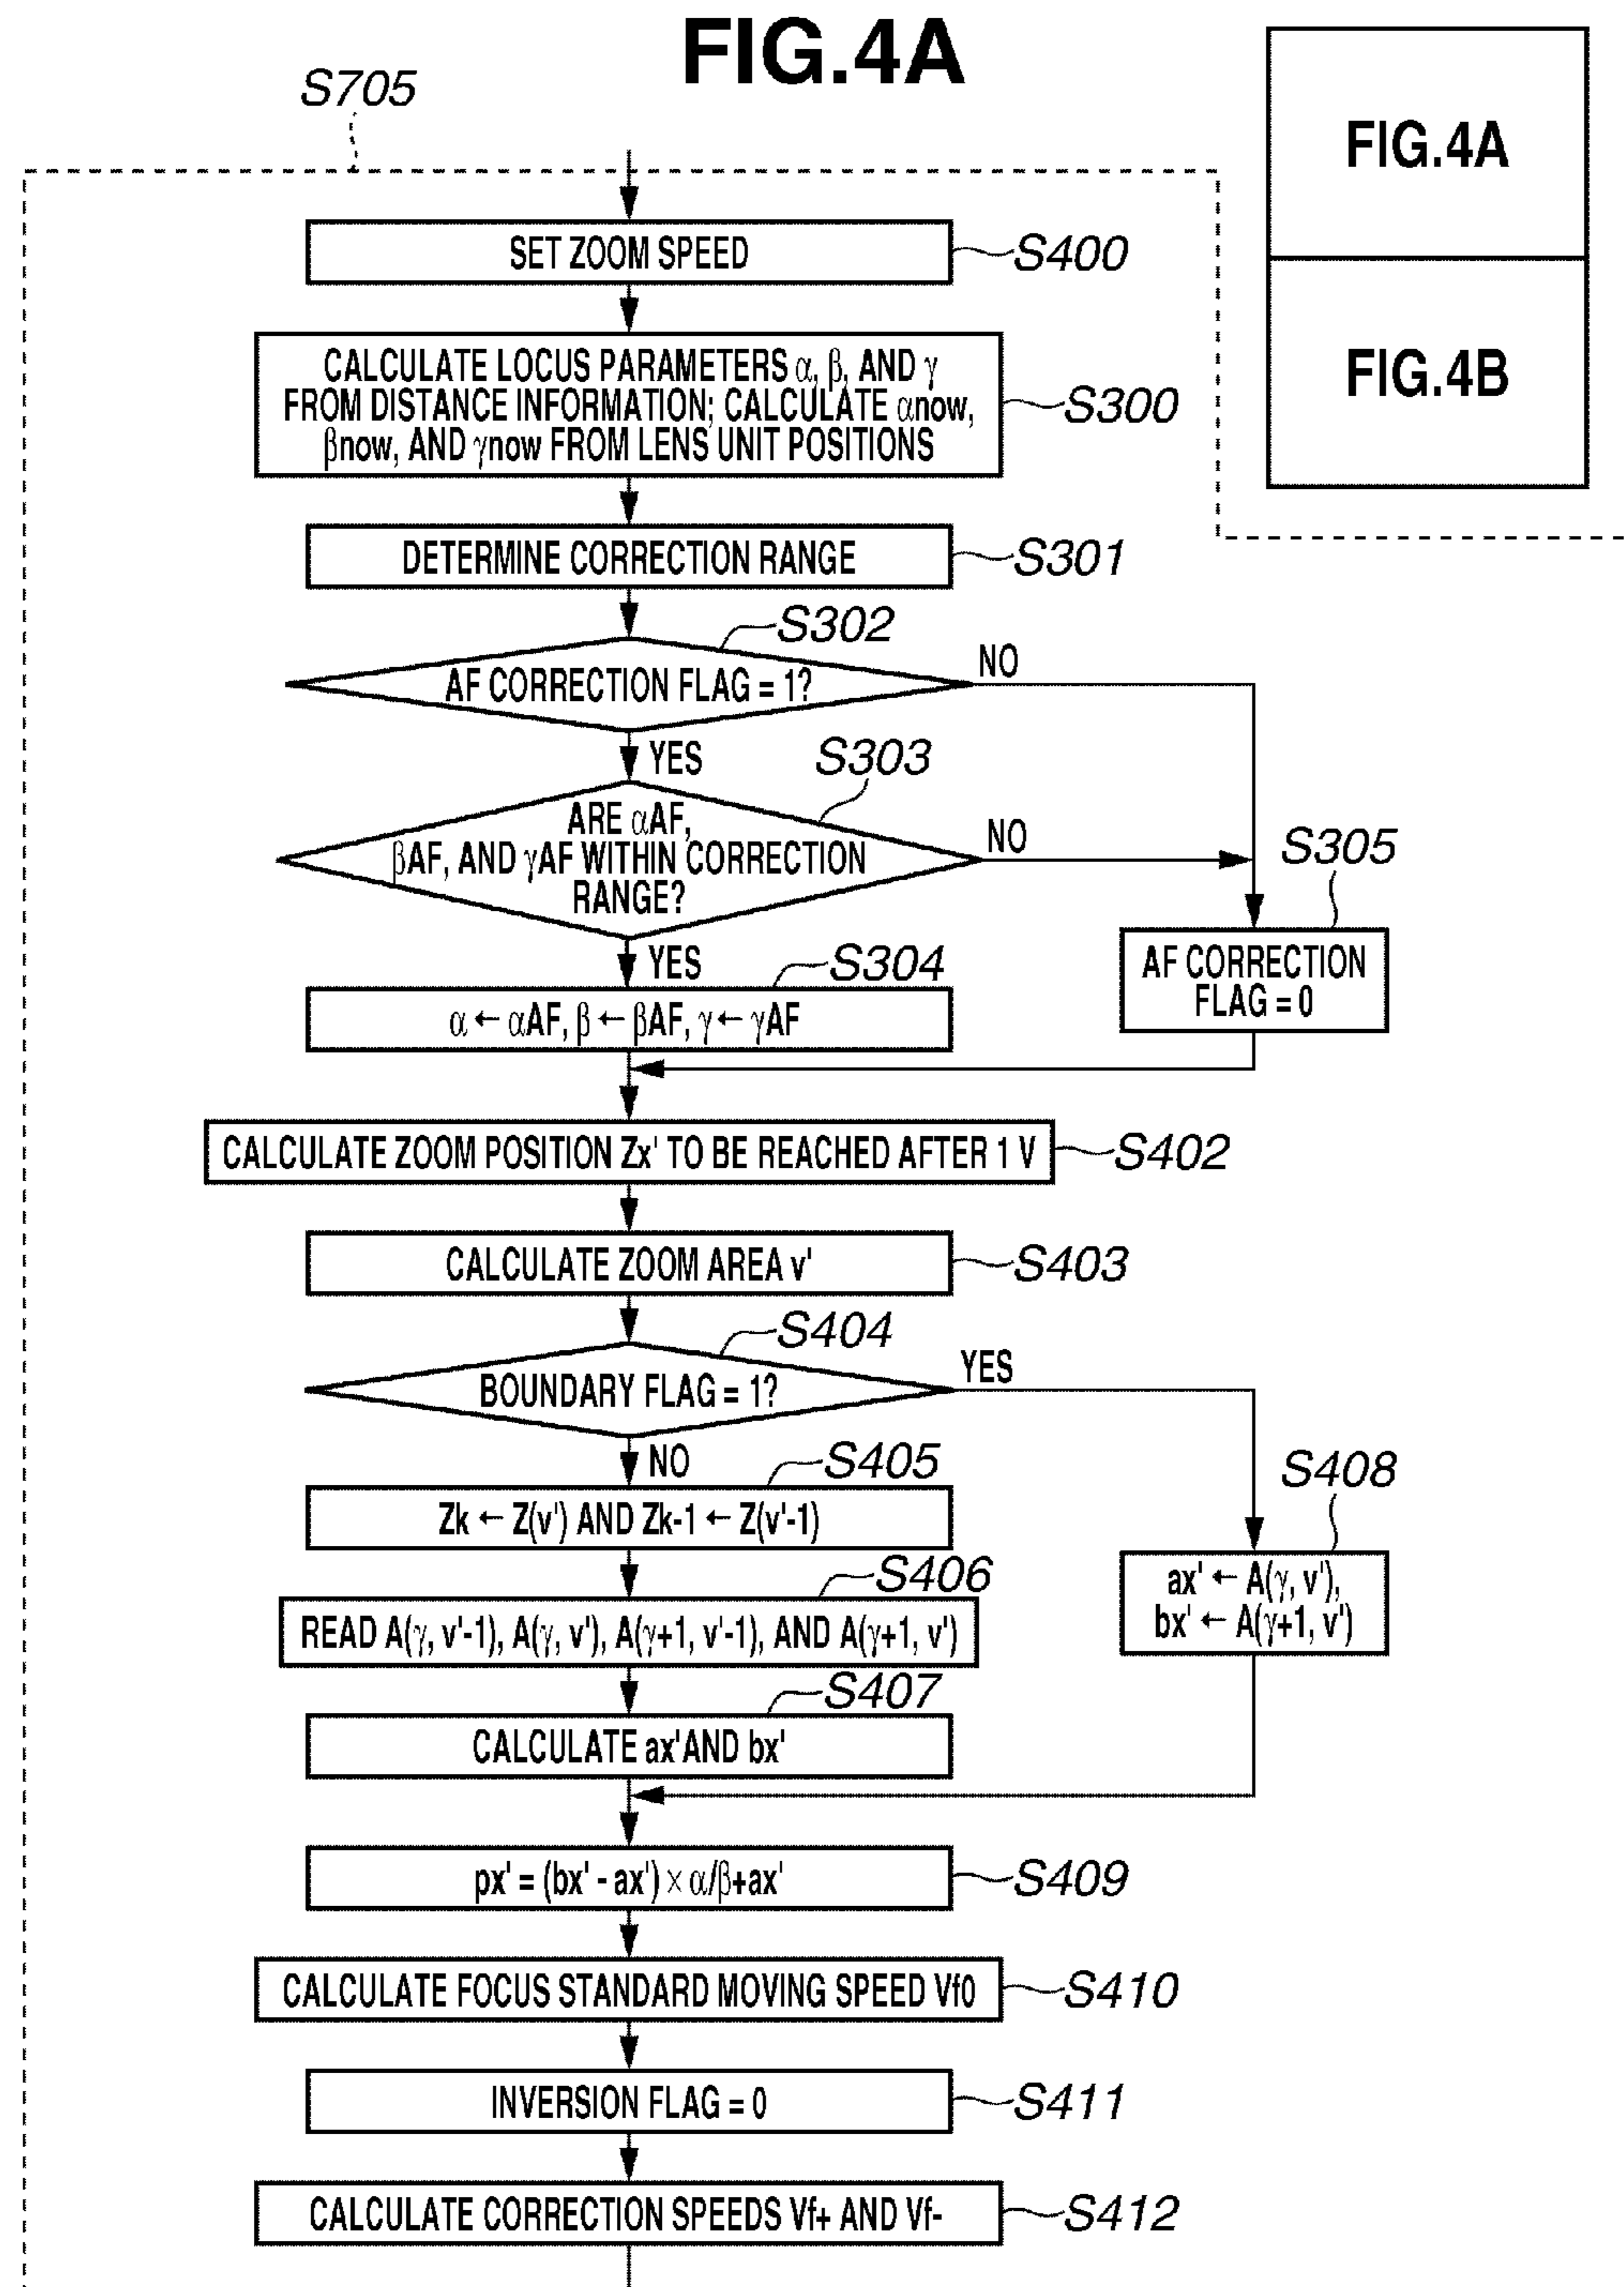 FIG.4A
FIG.4A
FIG.4B
S705
SET ZOOM SPEED
S400
CALCULATE LOCUS PARAMETERS α, β, AND γ
FROM DISTANCE INFORMATION; CALCULATE αnow,
βnow, AND γnow FROM LENS UNIT POSITIONS
S300
DETERMINE CORRECTION RANGE
S301
S302
AF CORRECTION FLAG = 1?
NO
YES
S303
ARE αAF,
βAF, AND γAF WITHIN CORRECTION
RANGE?
NO
S305
AF CORRECTION
FLAG = 0
YES
S304
α ← αAF, β ← βAF, γ ← γAF
CALCULATE ZOOM POSITION Zx' TO BE REACHED AFTER 1 V
S402
CALCULATE ZOOM AREA v'
S403
S404
BOUNDARY FLAG = 1?
YES
NO
S405
Zk ← Z(v') AND Zk-1 ← Z(v'-1)
S408
ax' ← A(γ, v'),
bx' ← A(γ+1, v')
S406
READ A(γ, v'-1), A(γ, v'), A(γ+1, v'-1), AND A(γ+1, v')
S407
CALCULATE ax'AND bx'
px' = (bx' - ax') × α/β+ax'
S409
CALCULATE FOCUS STANDARD MOVING SPEED Vf0
S410
INVERSION FLAG = 0
S411
CALCULATE CORRECTION SPEEDS Vf+ AND Vf-
S412